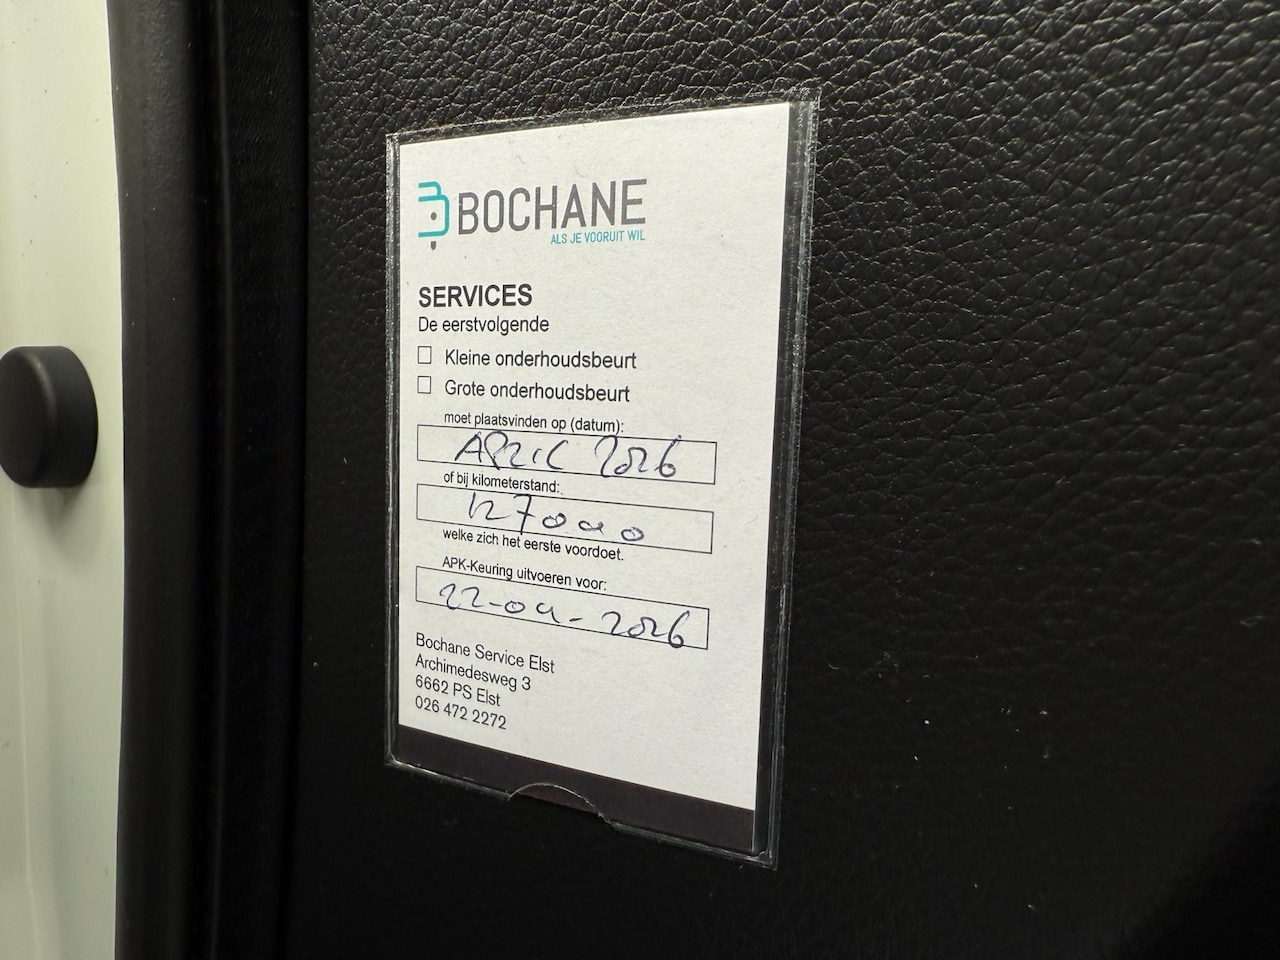 BOCHANE
ALS JE VOORUIT WIL
SERVICES
De eerstvolgende
☐ Kleine onderhoudsbeurt
☐ Grote onderhoudsbeurt
moet plaatsvinden op (datum):
APRIL 2026
of bij kilometerstand:
127000
welke zich het eerste voordoet.
APK-Keuring uitvoeren voor:
22-04-2026
Bochane Service Elst
Archimedesweg 3
6662 PS Elst
026 472 2272